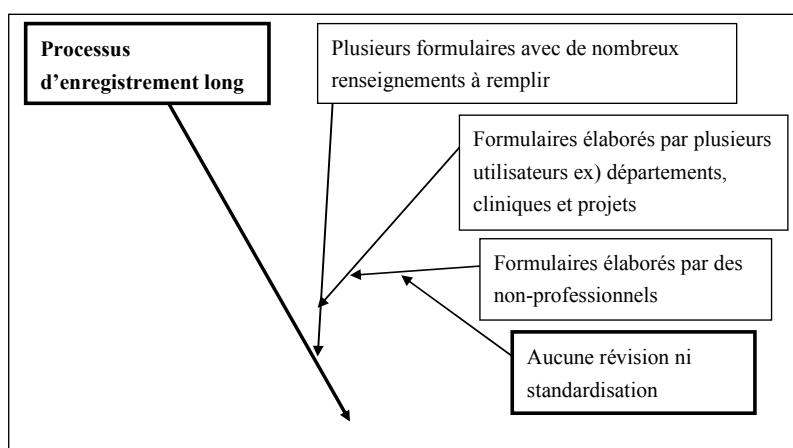 Processus
d’enregistrement long
Plusieurs formulaires avec de nombreux
renseignements à remplir
Formulaires élaborés par plusieurs
utilisateurs ex) départements,
cliniques et projets
Formulaires élaborés par des
non-professionnels
Aucune révision ni
standardisation